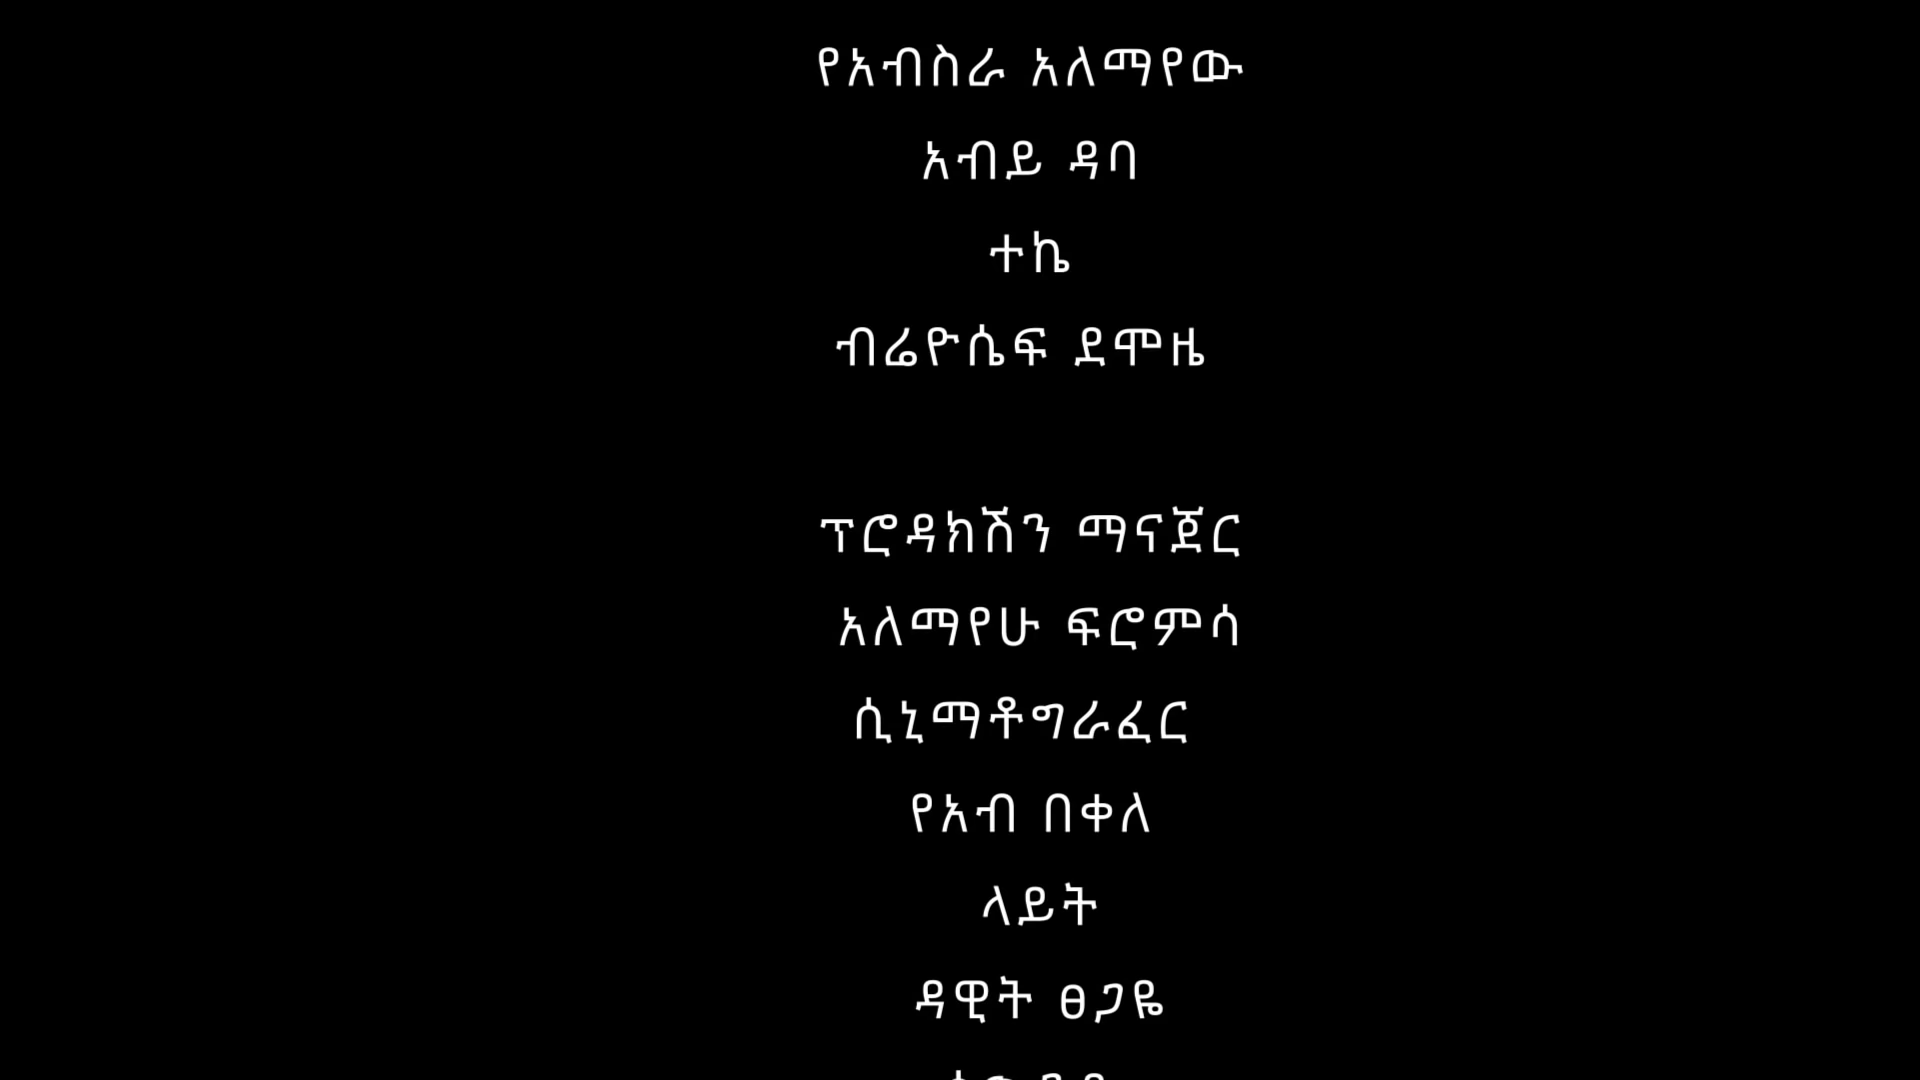 የአብስራ አለማየው
አብይ ዳባ
ተኬ
ብሬዮሴፍ ደሞዜ
ፕሮዳክሽን ማናጀር
አለማየሁ ፍሮምሳ
ሲኒማቶግራፈር
የአብ በቀለ
ላይት
ዳዊት ፀጋዬ